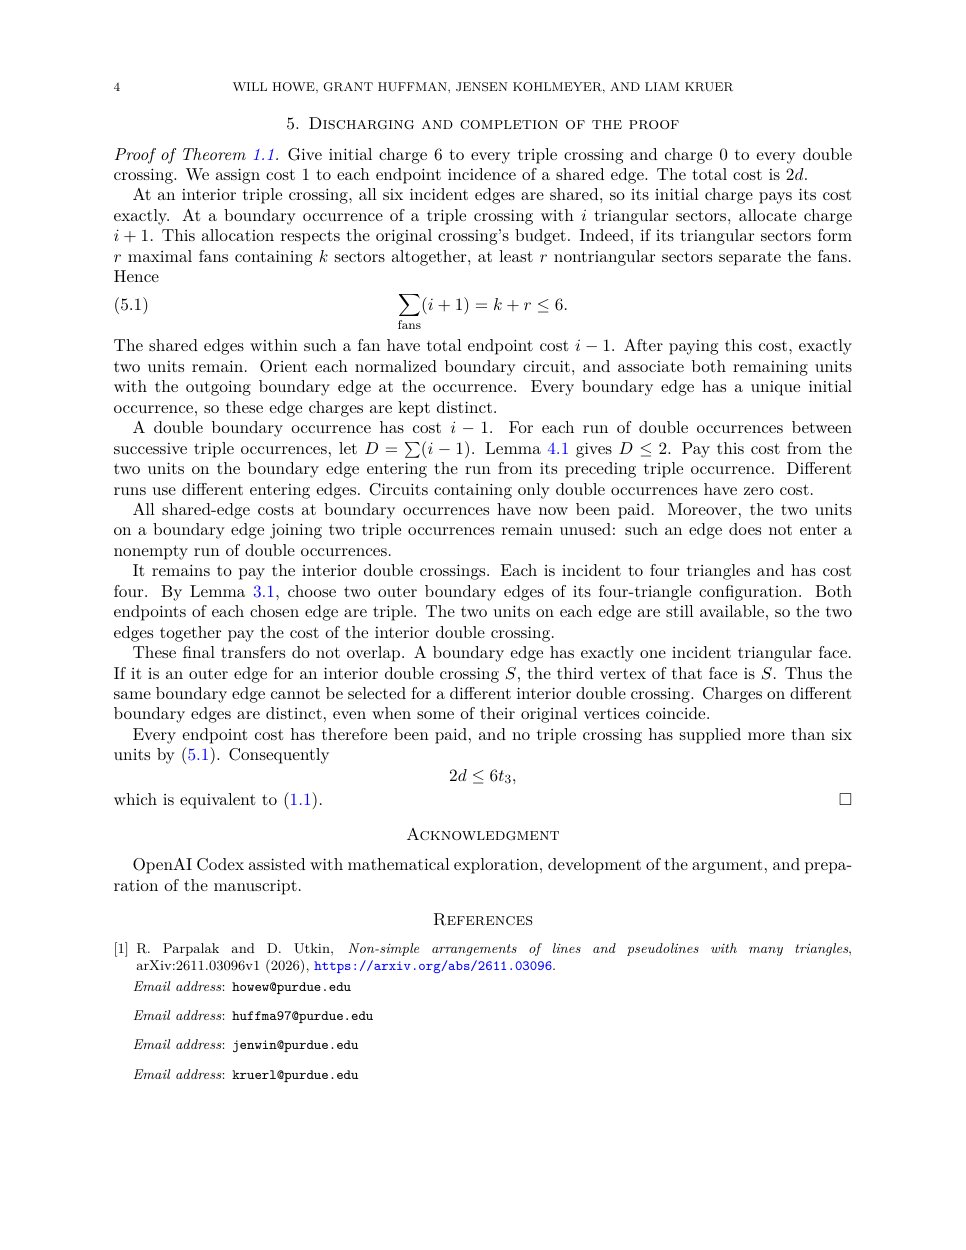 4 WILL HOWE, GRANT HUFFMAN, JENSEN KOHLMEYER, AND LIAM KRUER
5. Discharging and completion of the proof
Proof of Theorem 1.1. Give initial charge 6 to every triple crossing and charge 0 to every double
crossing. We assign cost 1 to each endpoint incidence of a shared edge. The total cost is 2d.
At an interior triple crossing, all six incident edges are shared, so its initial charge pays its cost
exactly. At a boundary occurrence of a triple crossing with i triangular sectors, allocate charge
i + 1. This allocation respects the original crossing's budget. Indeed, if its triangular sectors form
r maximal fans containing k sectors altogether, at least r nontriangular sectors separate the fans.
Hence
(5.1) ∑(i + 1) = k + r ≤ 6.
fans
The shared edges within such a fan have total endpoint cost i − 1. After paying this cost, exactly
two units remain. Orient each normalized boundary circuit, and associate both remaining units
with the outgoing boundary edge at the occurrence. Every boundary edge has a unique initial
occurrence, so these edge charges are kept distinct.
A double boundary occurrence has cost i − 1. For each run of double occurrences between
successive triple occurrences, let D = ∑(i − 1). Lemma 4.1 gives D ≤ 2. Pay this cost from the
two units on the boundary edge entering the run from its preceding triple occurrence. Different
runs use different entering edges. Circuits containing only double occurrences have zero cost.
All shared-edge costs at boundary occurrences have now been paid. Moreover, the two units
on a boundary edge joining two triple occurrences remain unused: such an edge does not enter a
nonempty run of double occurrences.
It remains to pay the interior double crossings. Each is incident to four triangles and has cost
four. By Lemma 3.1, choose two outer boundary edges of its four-triangle configuration. Both
endpoints of each chosen edge are triple. The two units on each edge are still available, so the two
edges together pay the cost of the interior double crossing.
These final transfers do not overlap. A boundary edge has exactly one incident triangular face.
If it is an outer edge for an interior double crossing S, the third vertex of that face is S. Thus the
same boundary edge cannot be selected for a different interior double crossing. Charges on different
boundary edges are distinct, even when some of their original vertices coincide.
Every endpoint cost has therefore been paid, and no triple crossing has supplied more than six
units by (5.1). Consequently
2d ≤ 6t₃,
which is equivalent to (1.1). □
Acknowledgment
OpenAI Codex assisted with mathematical exploration, development of the argument, and prepa-
ration of the manuscript.
References
[1] R. Parpalak and D. Utkin, Non-simple arrangements of lines and pseudolines with many triangles,
arXiv:2611.03096v1 (2026), https://arxiv.org/abs/2611.03096.
Email address: howew@purdue.edu
Email address: huffma97@purdue.edu
Email address: jenwin@purdue.edu
Email address: kruerl@purdue.edu